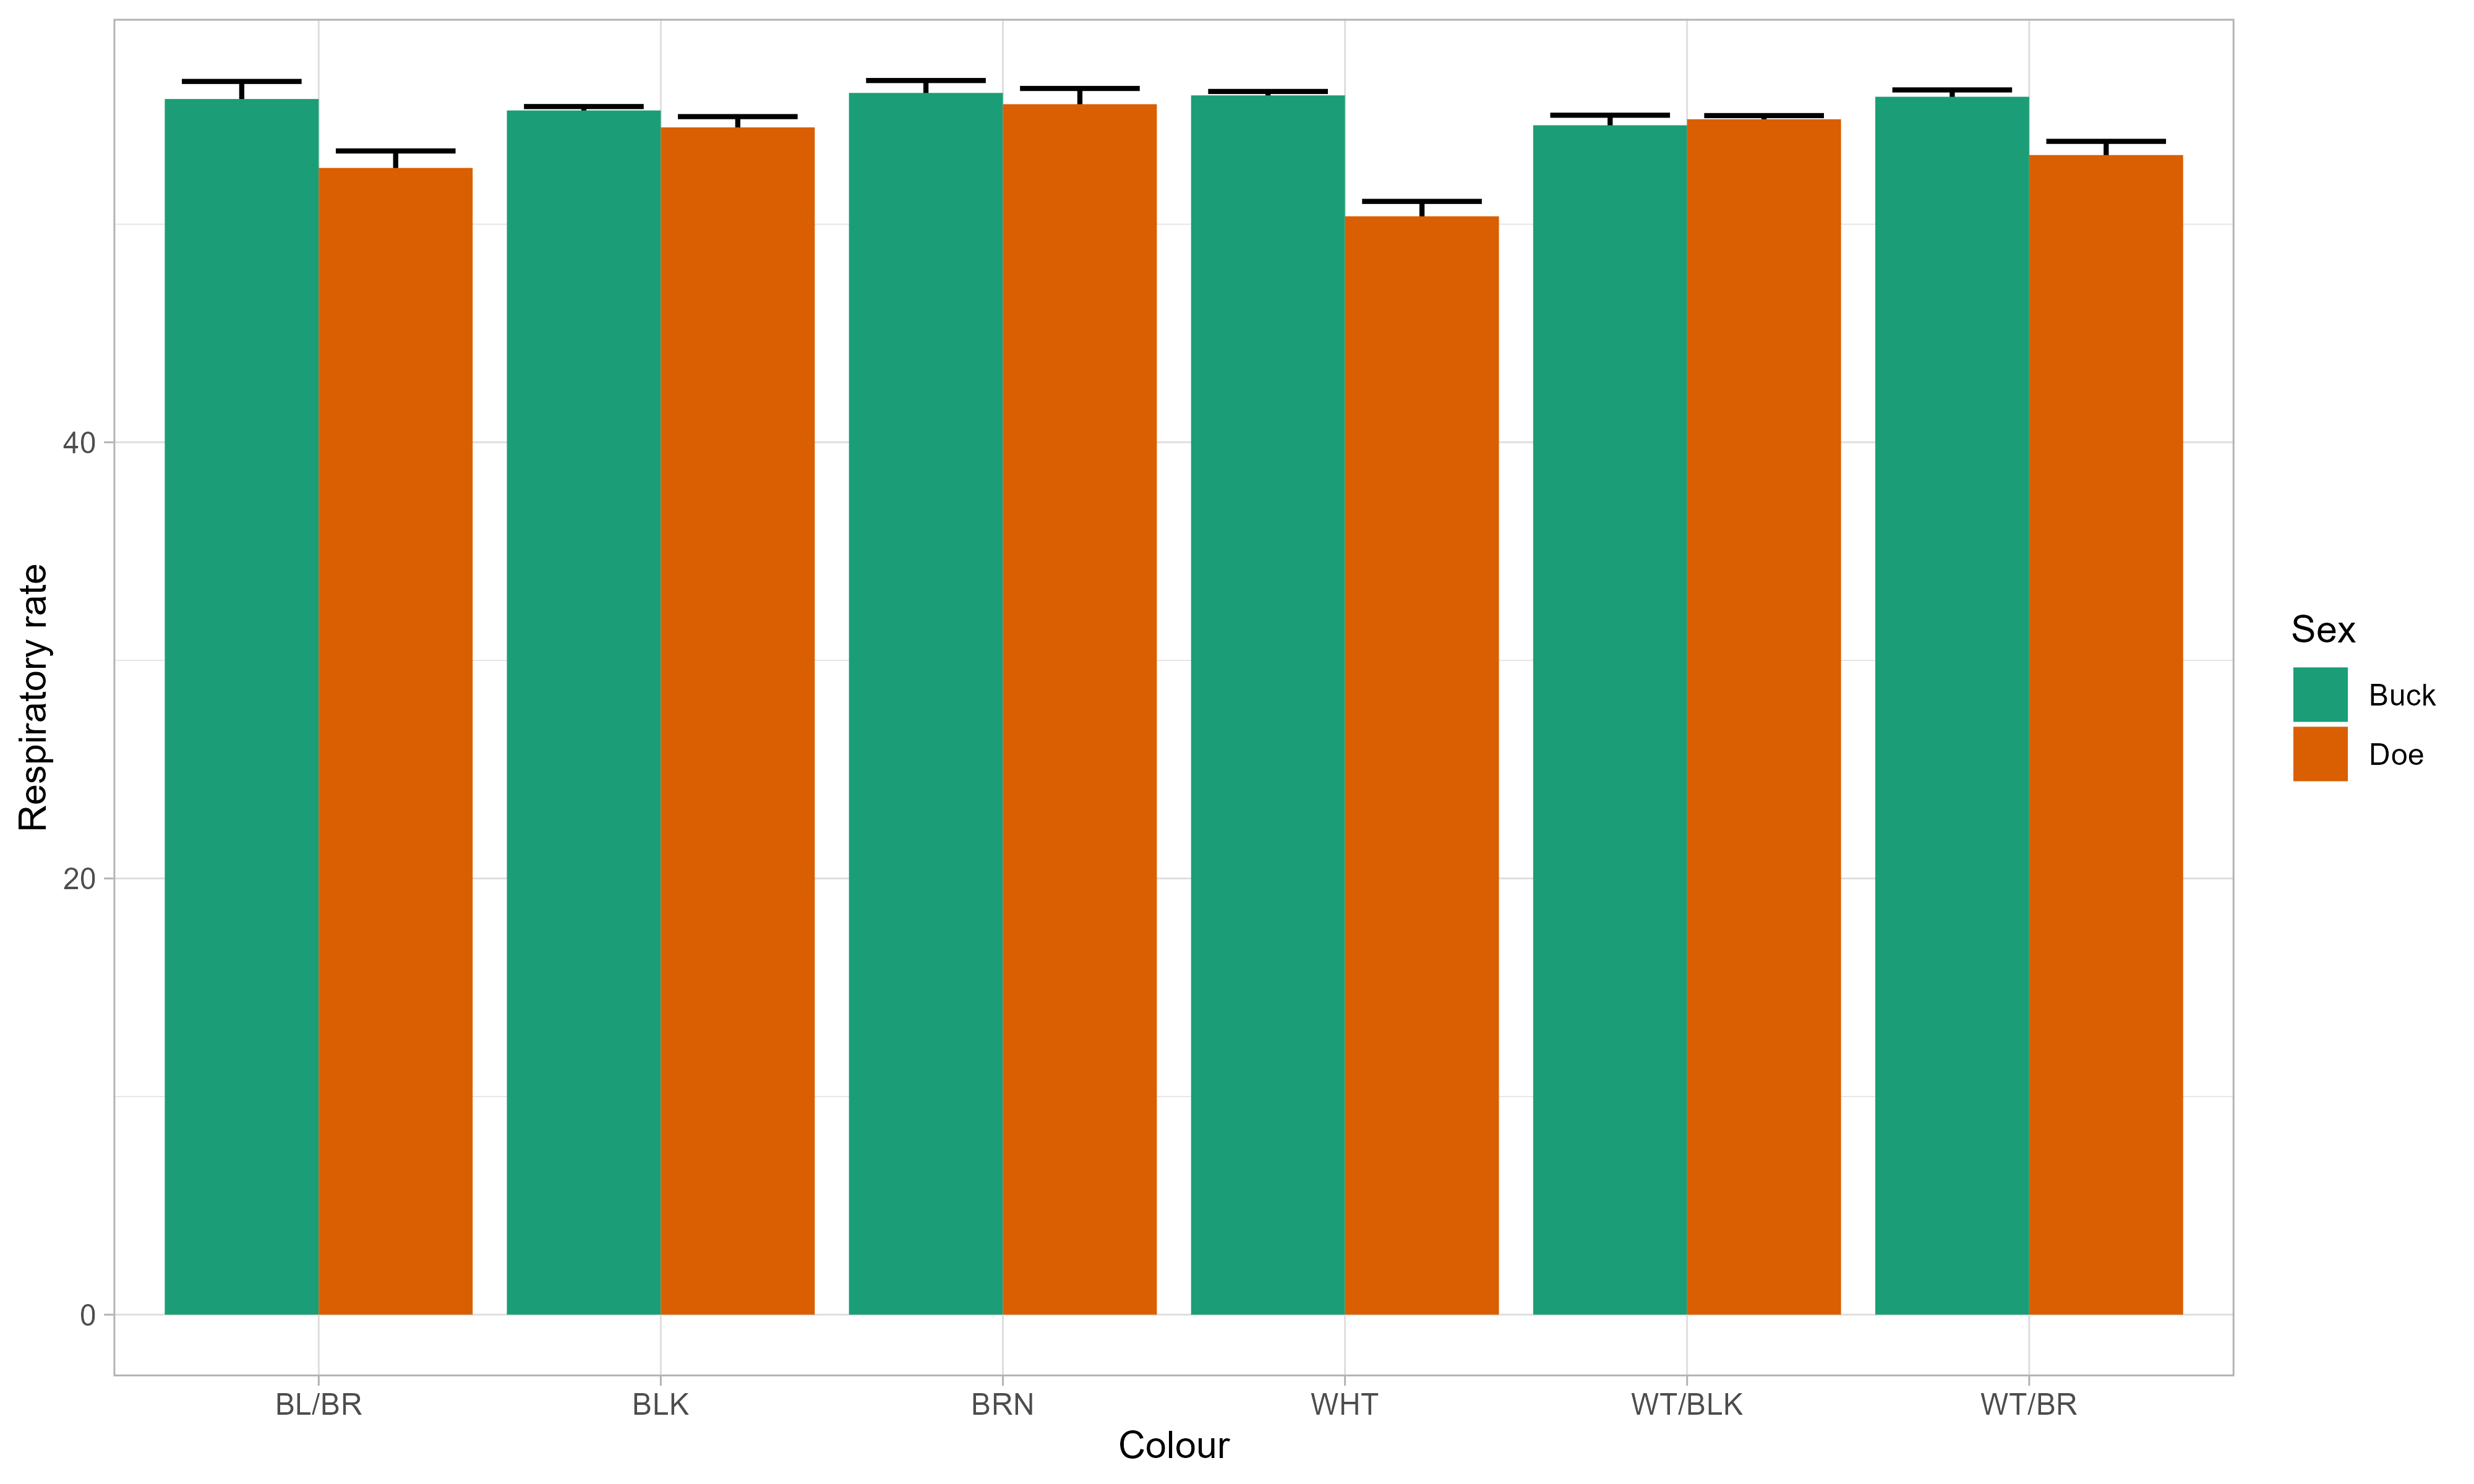 Respiratory rate
40
20
0
BL/BR BLK BRN WHT WT/BLK WT/BR
Colour
Sex
Buck
Doe